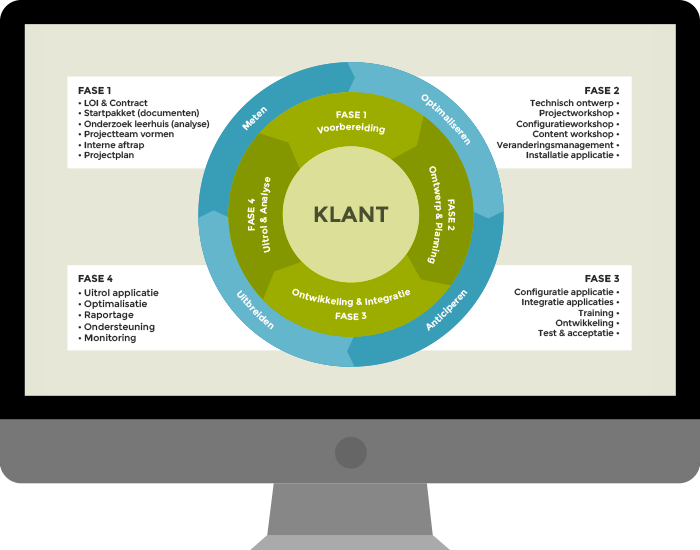 FASE 1
• LOI & Contract
• Startpakket (documenten)
• Onderzoek leerhuis (analyse)
• Projectteam vormen
• Interne aftrap
• Projectplan
FASE 2
Technisch ontwerp •
Projectworkshop •
Configuratieworkshop •
Content workshop •
Veranderingsmanagement •
Installatie applicatie •
Meten
Optimaliseren
FASE 1
Voorbereiding
FASE 4
Uitrol & Analyse
KLANT
FASE 2
Omtwerp & Planning
Ontwikkeling & Integratie
FASE 3
Uitbreiden
Anticiperen
FASE 4
• Uitrol applicatie
• Optimalisatie
• Raportage
• Ondersteuning
• Monitoring
FASE 3
Configuratie applicatie •
Integratie applicaties •
Training •
Ontwikkeling •
Test & acceptatie •